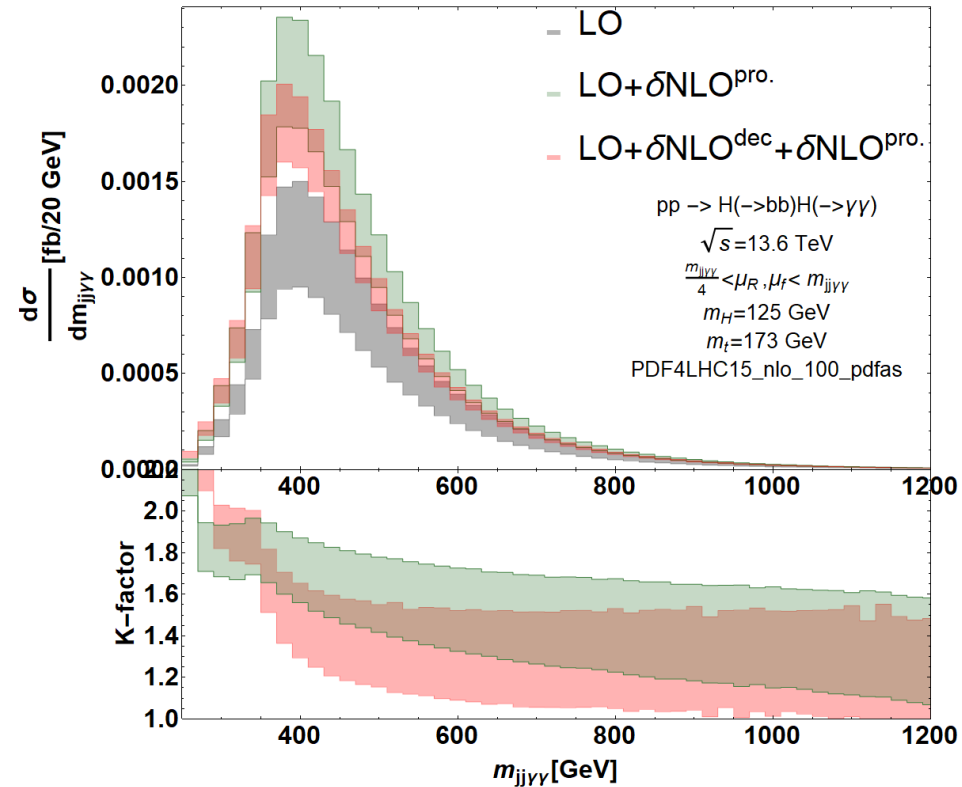 LO
LO+δNLO^pro.
LO+δNLO^dec+δNLO^pro.
pp -> H(->bb)H(->γγ)
√s=13.6 TeV
m_jjγγ/4<μ_R,μ_f< m_jjγγ
m_H=125 GeV
m_t=173 GeV
PDF4LHC15_nlo_100_pdfas
dσ/dm_jjγγ [fb/20 GeV]
0.0020
0.0015
0.0010
0.0005
400 600 800 1000 1200
K-factor
2.0
1.8
1.6
1.4
1.2
1.0
400 600 800 1000 1200
m_jjγγ[GeV]